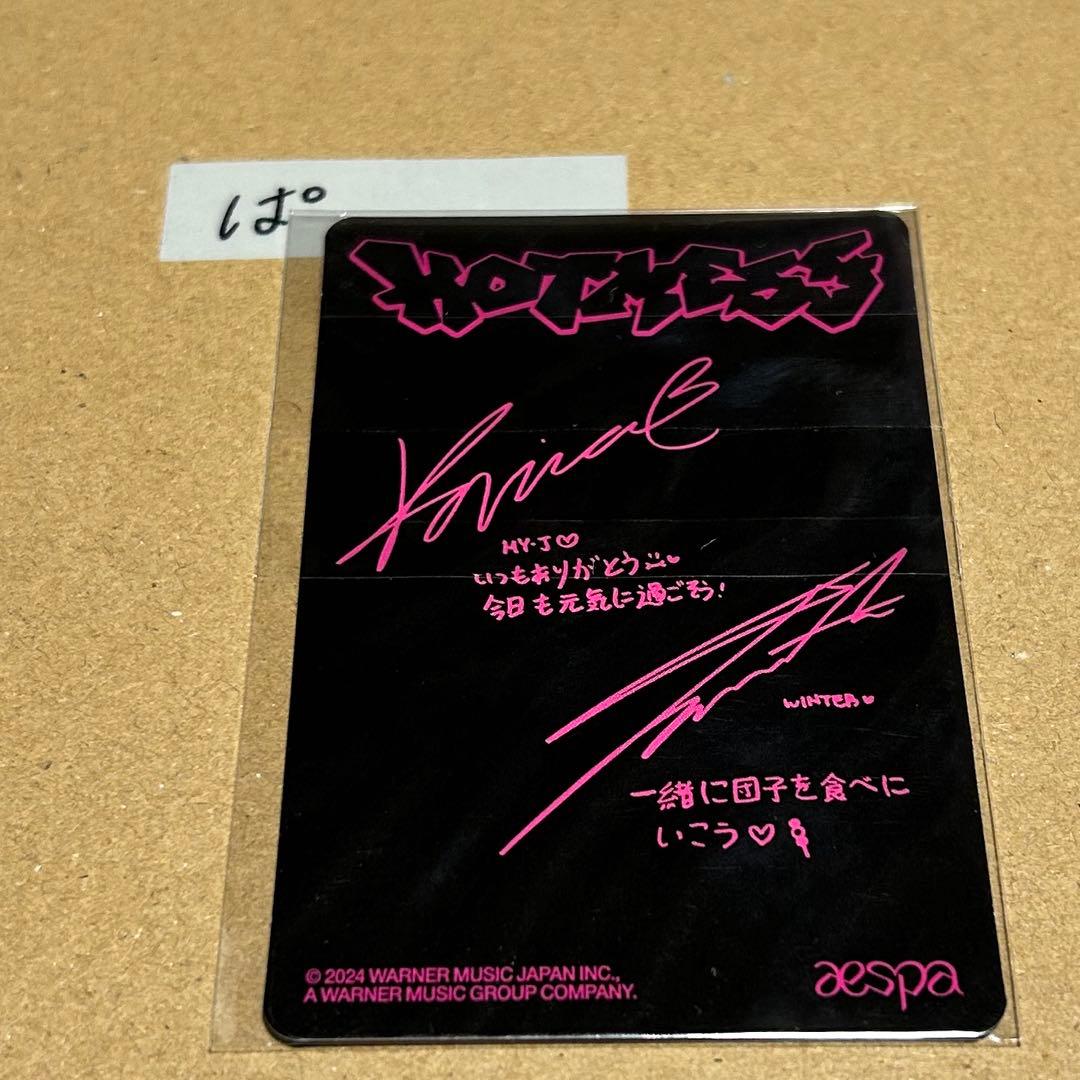 ぱ
HOT MESS
Karina
MY-J♡
いつもありがとう
今日も元気に過ごそう!
WINTER♥
一緒に団子を食べに
いこう♡
© 2024 WARNER MUSIC JAPAN INC.,
A WARNER MUSIC GROUP COMPANY.
aespa